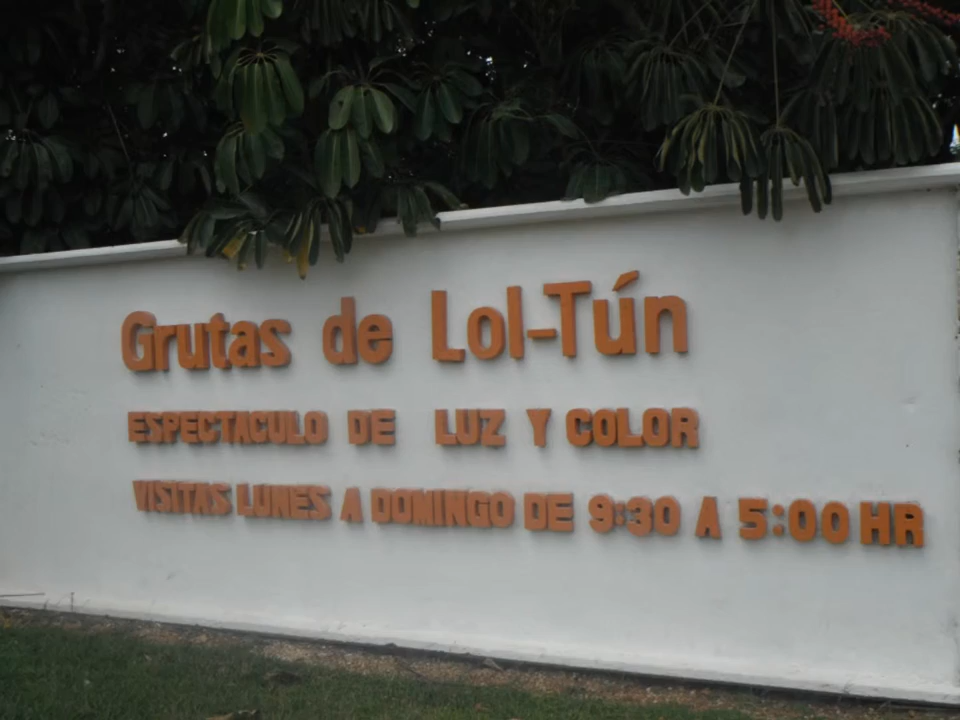 Grutas de Lol-Tún
ESPECTACULO DE LUZ Y COLOR
VISITAS LUNES A DOMINGO DE 9:30 A 5:00 HR